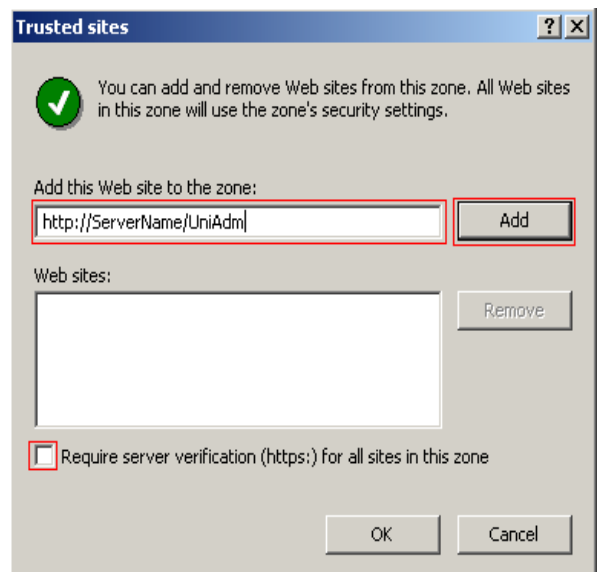 Trusted sites
You can add and remove Web sites from this zone. All Web sites
in this zone will use the zone's security settings.
Add this Web site to the zone:
http://ServerName/UniAdm
Add
Web sites:
Remove
Require server verification (https:) for all sites in this zone
OK
Cancel